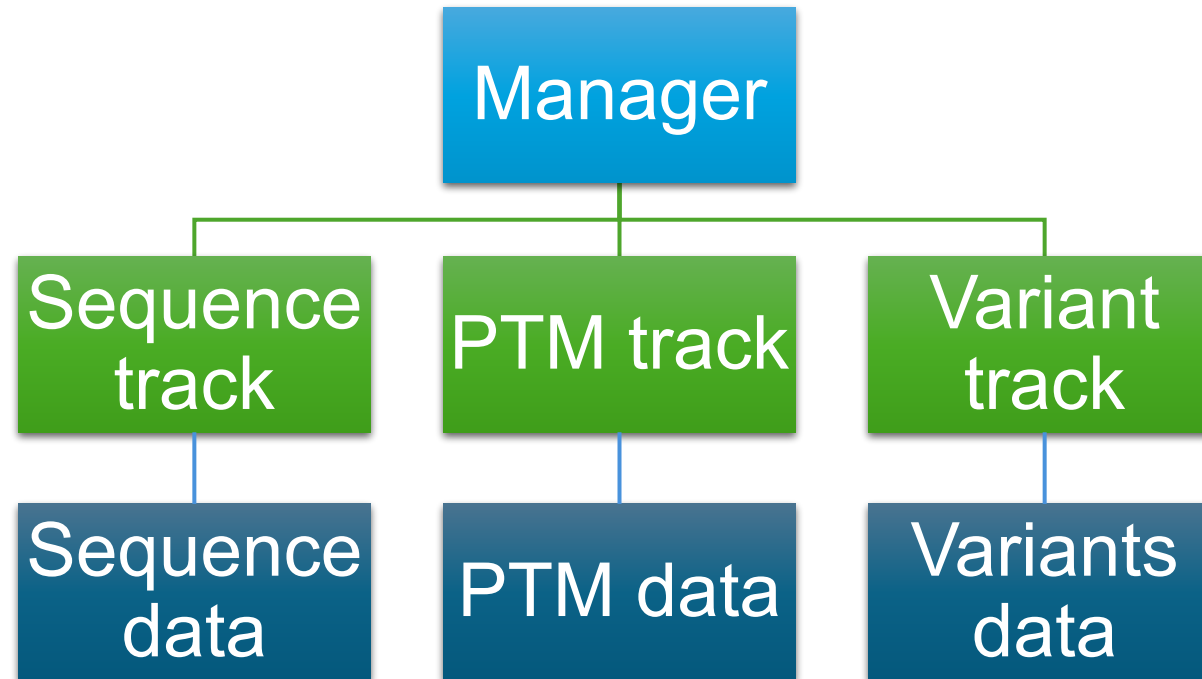 Manager
Sequence
track
PTM track
Variant
track
Sequence
data
PTM data
Variants
data